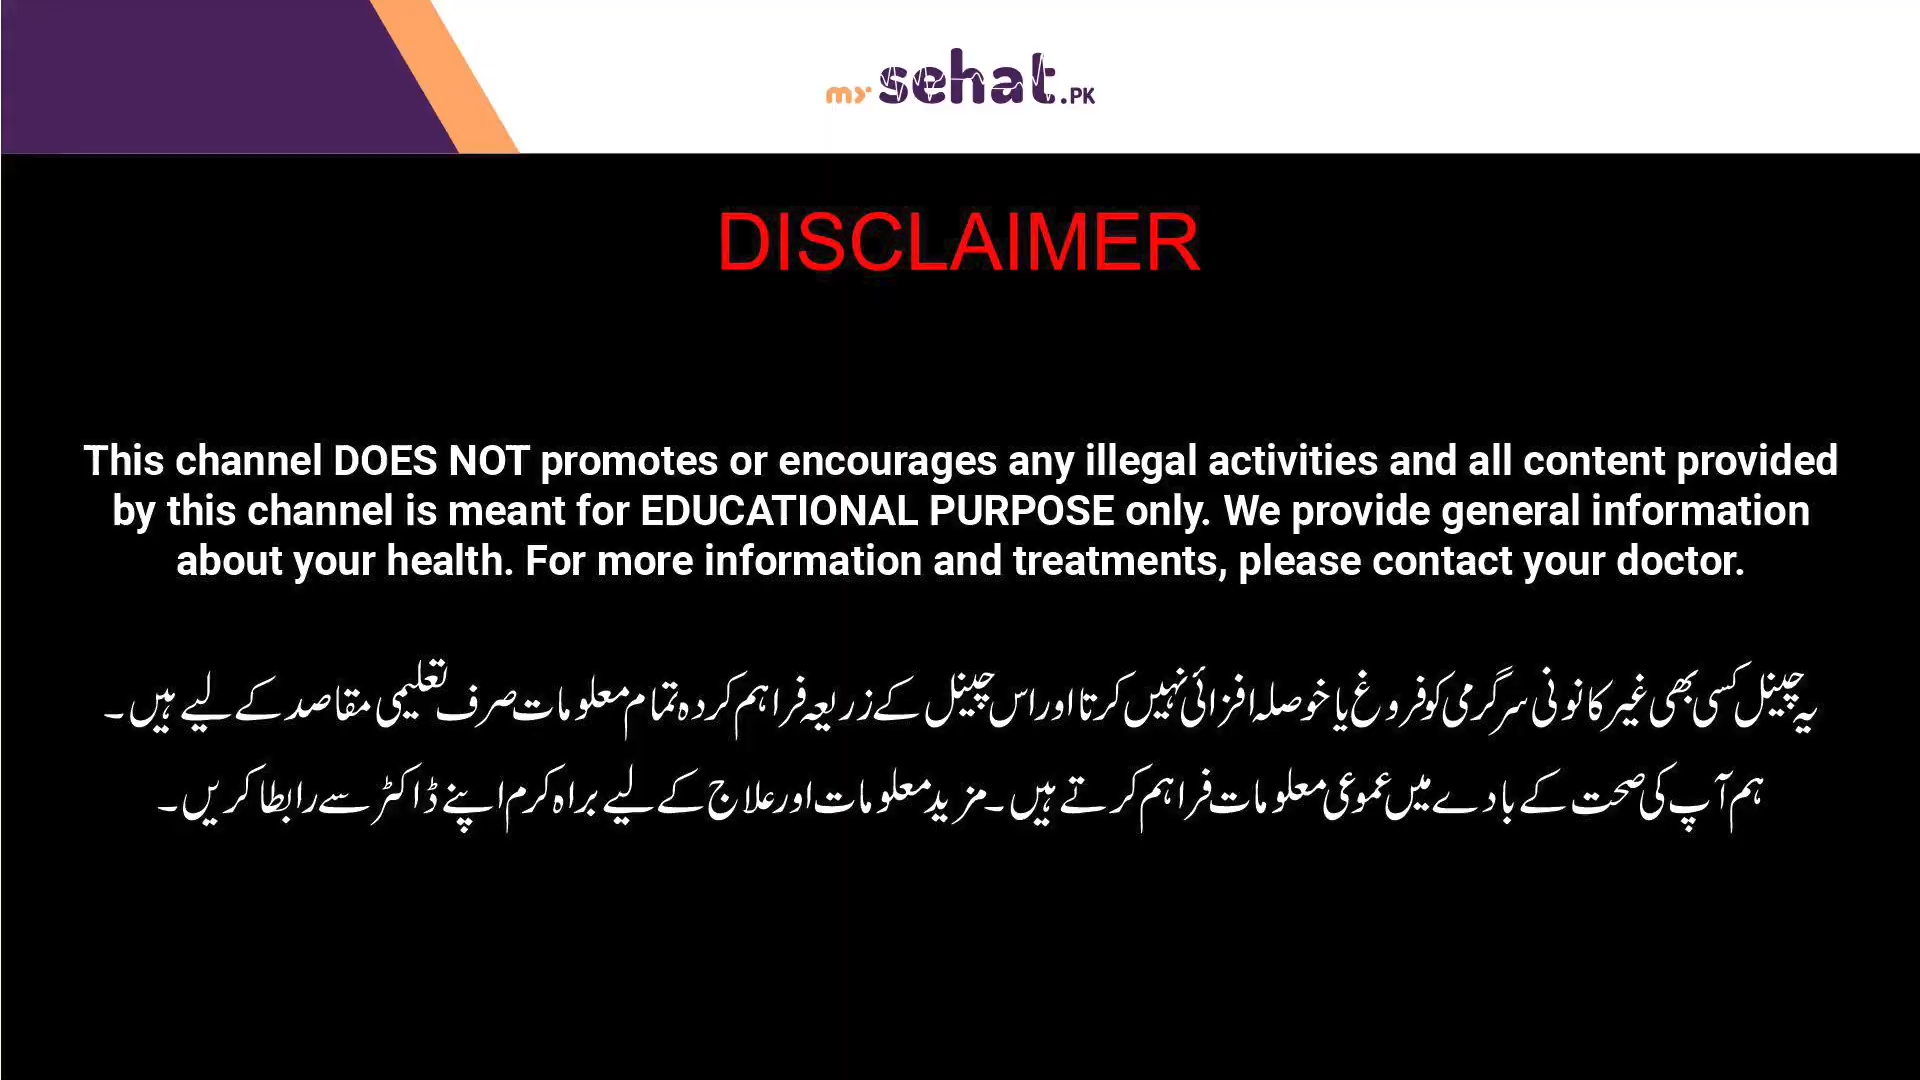 my sehat.PK
DISCLAIMER
This channel DOES NOT promotes or encourages any illegal activities and all content provided
by this channel is meant for EDUCATIONAL PURPOSE only. We provide general information
about your health. For more information and treatments, please contact your doctor.
یہ چینل کسی بھی غیر کانونی سرگرمی کو فروغ یا خوصلہ افزائی نہیں کرتا اور اس چینل کے زریعہ فراہم کردہ تمام معلومات صرف تعلیمی مقاصد کے لیے ہیں۔
ہم آپ کی صحت کے بادے میں عموعی معلومات فراہم کرتے ہیں۔ مزید معلومات اور علاج کے لیے براہ کرم اپنے ڈاکٹر سے رابطا کریں۔